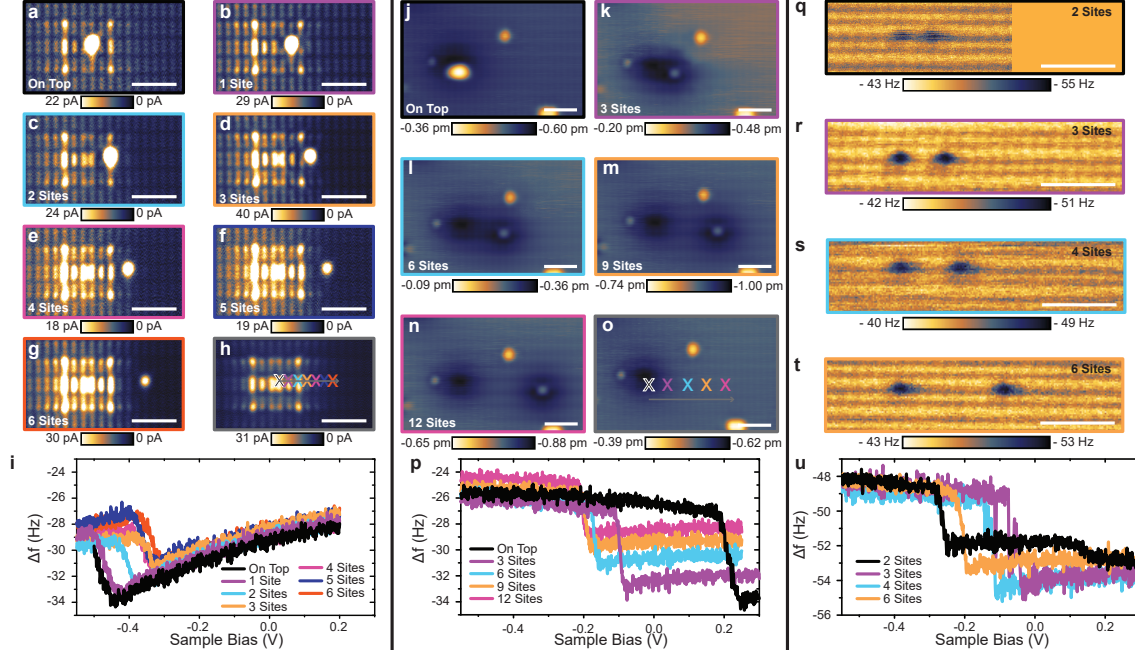 a
On Top
22 pA 0 pA
b
1 Site
29 pA 0 pA
c
2 Sites
24 pA 0 pA
d
3 Sites
40 pA 0 pA
e
4 Sites
18 pA 0 pA
f
5 Sites
19 pA 0 pA
g
6 Sites
30 pA 0 pA
h
X X X X X X
31 pA 0 pA
i
-24
-26
-28
-30
-32
-34
Δf (Hz)
On Top
1 Site
2 Sites
3 Sites
4 Sites
5 Sites
6 Sites
-0.4 -0.2 0.0 0.2
Sample Bias (V)
j
On Top
-0.36 pm -0.60 pm
k
3 Sites
-0.20 pm -0.48 pm
l
6 Sites
-0.09 pm -0.36 pm
m
9 Sites
-0.74 pm -1.00 pm
n
12 Sites
-0.65 pm -0.88 pm
o
X X X X X
-0.39 pm -0.62 pm
p
-24
-26
-28
-30
-32
-34
Δf (Hz)
On Top
3 Sites
6 Sites
9 Sites
12 Sites
-0.4 -0.2 0.0 0.2
Sample Bias (V)
q
2 Sites
- 43 Hz - 55 Hz
r
3 Sites
- 42 Hz - 51 Hz
s
4 Sites
- 40 Hz - 49 Hz
t
6 Sites
- 43 Hz - 53 Hz
u
-48
-50
-52
-54
-56
Δf (Hz)
2 Sites
3 Sites
4 Sites
6 Sites
-0.4 -0.2 0.0 0.2
Sample Bias (V)